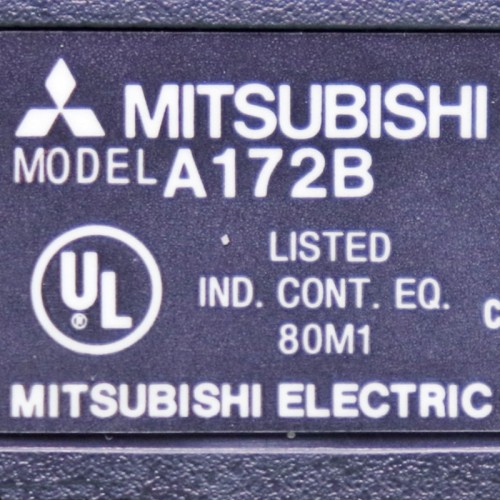 MITSUBISHI
MODEL A172B
UL ®
LISTED
IND. CONT. EQ.
80M1
MITSUBISHI ELECTRIC